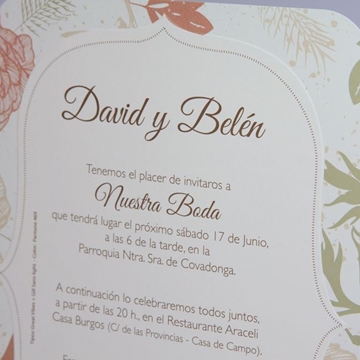 David y Belén
Tenemos el placer de invitaros a
Nuestra Boda
que tendrá lugar el próximo sábado 17 de Junio,
a las 6 de la tarde, en la
Parroquia Ntra. Sra. de Covadonga.
A continuación lo celebraremos todos juntos,
a partir de las 20 h., en el Restaurante Araceli
Casa Burgos (C/ de las Provincias - Casa de Campo).